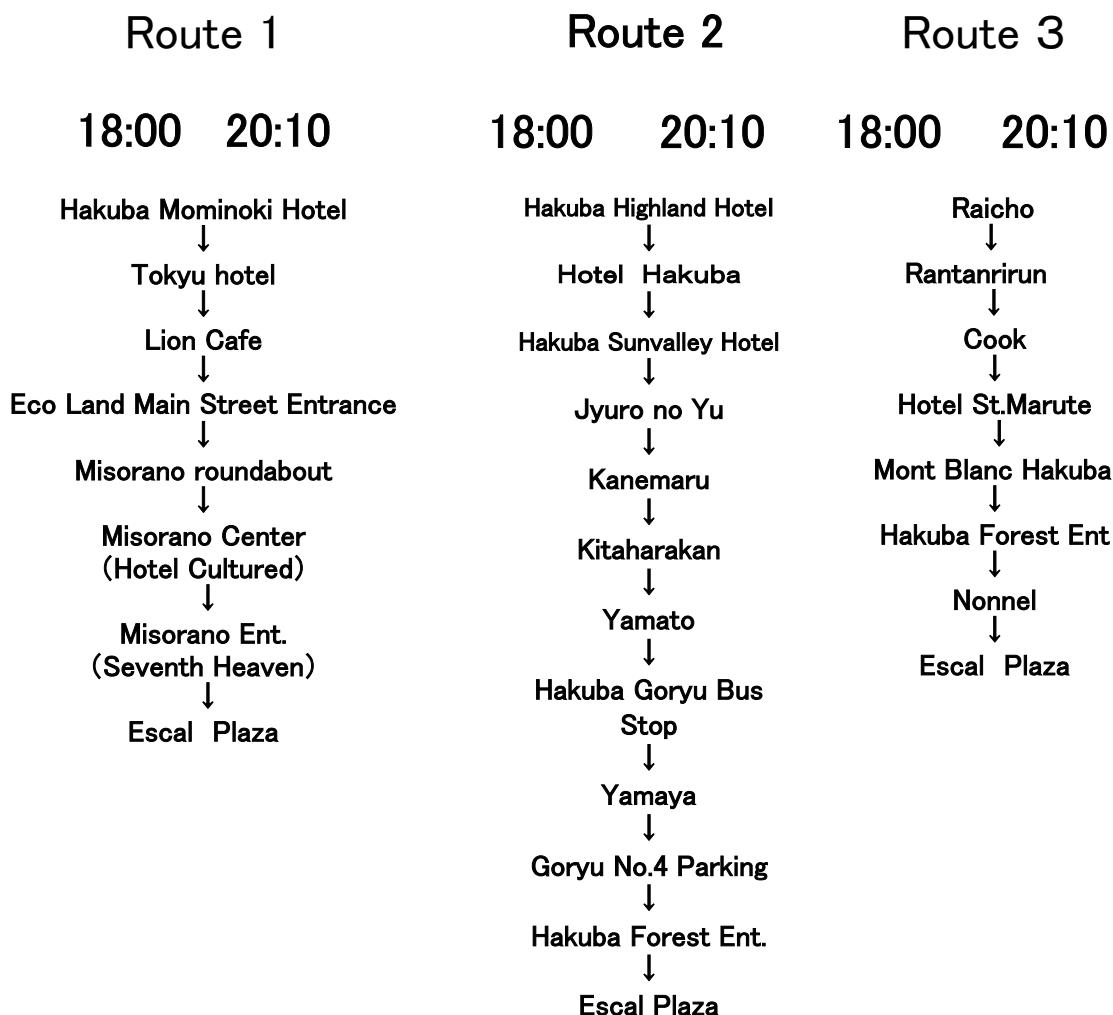 Route 1
18:00 20:10
Hakuba Mominoki Hotel
↓
Tokyu hotel
↓
Lion Cafe
↓
Eco Land Main Street Entrance
↓
Misorano roundabout
↓
Misorano Center
(Hotel Cultured)
↓
Misorano Ent.
(Seventh Heaven)
↓
Escal Plaza
Route 2
18:00 20:10
Hakuba Highland Hotel
↓
Hotel Hakuba
↓
Hakuba Sunvalley Hotel
↓
Jyuro no Yu
↓
Kanemaru
↓
Kitaharakan
↓
Yamato
↓
Hakuba Goryu Bus
Stop
↓
Yamaya
↓
Goryu No.4 Parking
↓
Hakuba Forest Ent.
↓
Escal Plaza
Route 3
18:00 20:10
Raicho
↓
Rantanrirun
↓
Cook
↓
Hotel St.Marute
↓
Mont Blanc Hakuba
↓
Hakuba Forest Ent
↓
Nonnel
↓
Escal Plaza